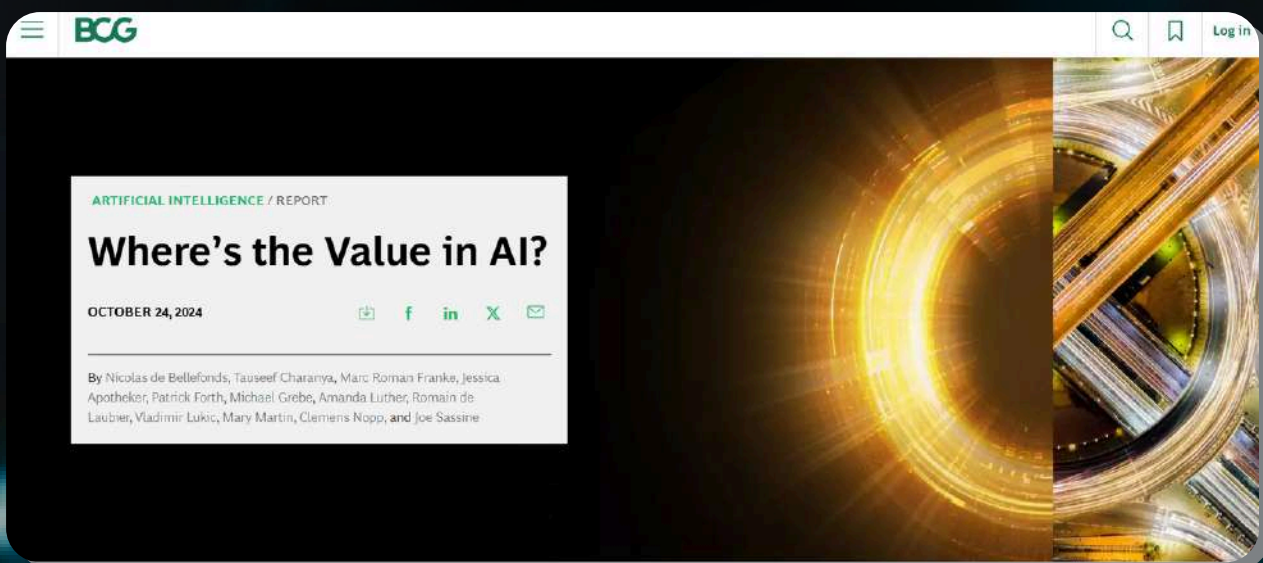 BCG
Log in
ARTIFICIAL INTELLIGENCE / REPORT
Where's the Value in AI?
OCTOBER 24, 2024
f in X
By Nicolas de Bellefonds, Tauseef Charanya, Marc Roman Franke, Jessica
Apotheker, Patrick Forth, Michael Grebe, Amanda Luther, Romain de
Laubier, Vladimir Lukic, Mary Martin, Clemens Nopp, and Joe Sassine